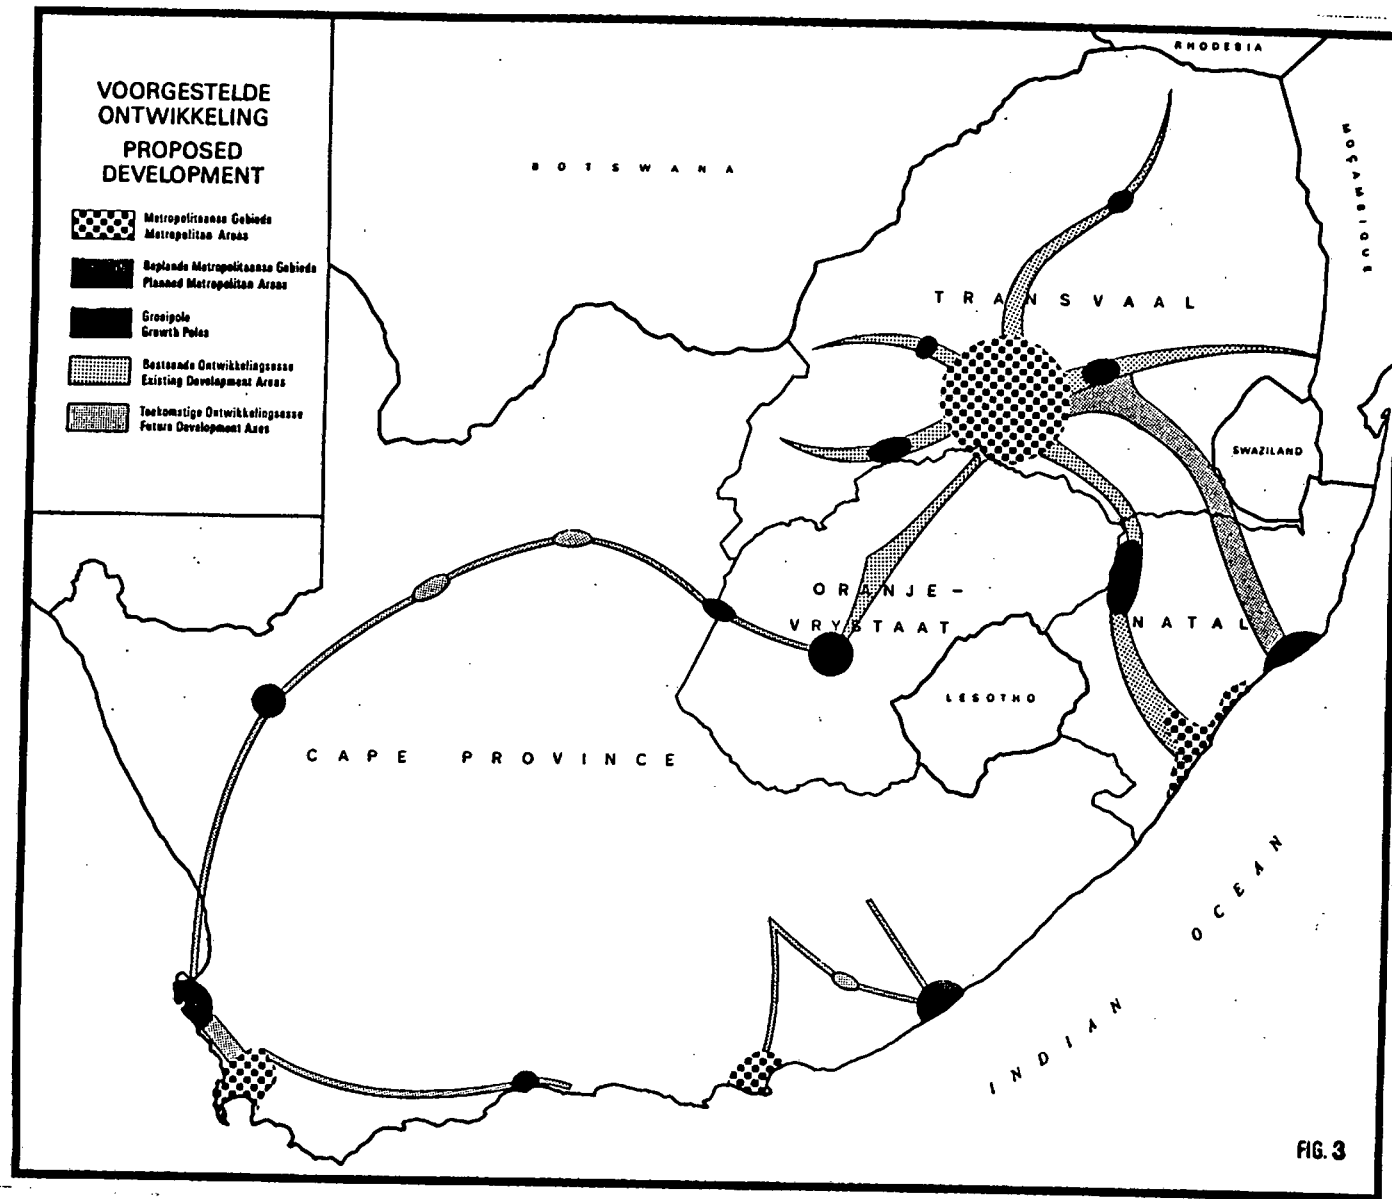 VOORGESTELDE
ONTWIKKELING
PROPOSED
DEVELOPMENT
Metropolitaanse Gebiede
Metropolitan Areas
Beplande Metropolitaanse Gebiede
Planned Metropolitan Areas
Groeipole
Growth Poles
Bestaande Ontwikkelingsasse
Existing Development Areas
Toekomstige Ontwikkelingsasse
Future Development Axes
RHODESIA
BOTSWANA
MOÇAMBIQUE
TRANSVAAL
SWAZILAND
ORANJE-
VRYSTAAT
NATAL
LESOTHO
CAPE PROVINCE
INDIAN OCEAN
FIG. 3